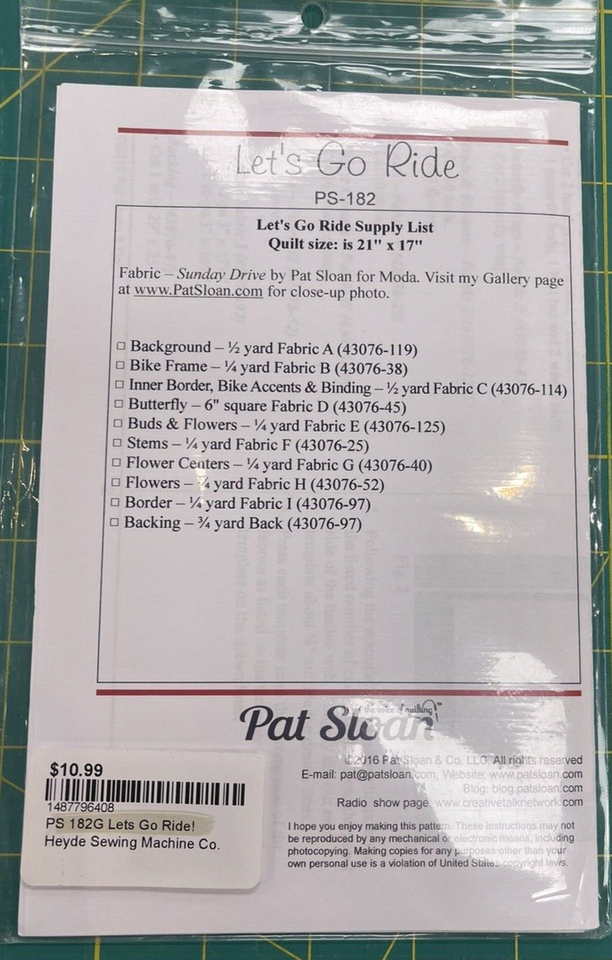 Let's Go Ride
PS-182
Let's Go Ride Supply List
Quilt size: is 21" x 17"
Fabric – Sunday Drive by Pat Sloan for Moda. Visit my Gallery page
at www.PatSloan.com for close-up photo.
□ Background – ½ yard Fabric A (43076-119)
□ Bike Frame – ¼ yard Fabric B (43076-38)
□ Inner Border, Bike Accents & Binding – ½ yard Fabric C (43076-114)
□ Butterfly – 6" square Fabric D (43076-45)
□ Buds & Flowers – ¼ yard Fabric E (43076-125)
□ Stems – ¼ yard Fabric F (43076-25)
□ Flower Centers – ¼ yard Fabric G (43076-40)
□ Flowers – ¼ yard Fabric H (43076-52)
□ Border – ¼ yard Fabric I (43076-97)
□ Backing – ¾ yard Back (43076-97)
the voice of quilting™
Pat Sloan
©2016 Pat Sloan & Co. LLC. All rights reserved
E-mail: pat@patsloan.com, Website: www.patsloan.com
Blog: blog.patsloan.com
Radio show page: www.creativetalknetwork.com
I hope you enjoy making this pattern. These instructions may not
be reproduced by any mechanical or electronic means, including
photocopying. Making copies for any purposes other than your
own personal use is a violation of United States copyright laws.
$10.99
1487796408
PS 182G Lets Go Ride!
Heyde Sewing Machine Co.